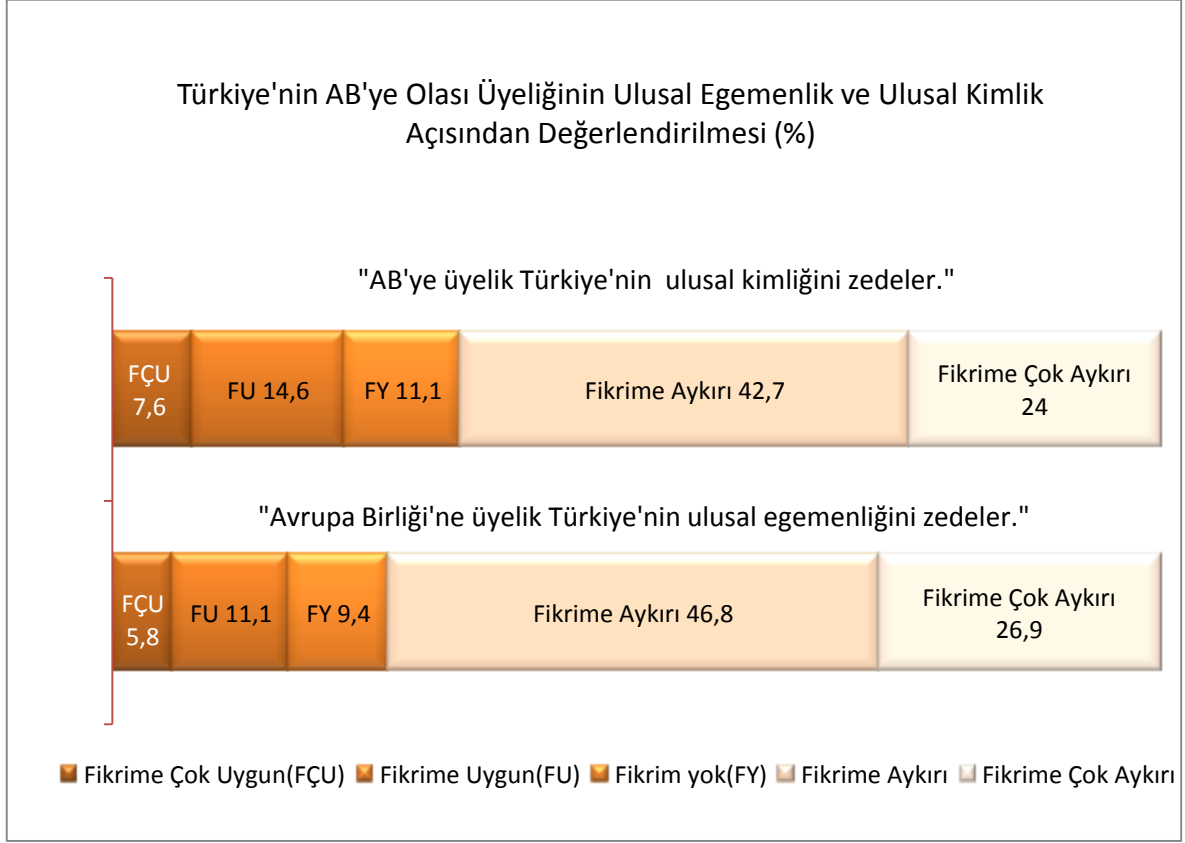 Türkiye'nin AB'ye Olası Üyeliğinin Ulusal Egemenlik ve Ulusal Kimlik
Açısından Değerlendirilmesi (%)
"AB'ye üyelik Türkiye'nin  ulusal kimliğini zedeler."
FÇU
7,6
FU 14,6
FY 11,1
Fikrime Aykırı 42,7
Fikrime Çok Aykırı
24
"Avrupa Birliği'ne üyelik Türkiye'nin ulusal egemenliğini zedeler."
FÇU
5,8
FU 11,1
FY 9,4
Fikrime Aykırı 46,8
Fikrime Çok Aykırı
26,9
Fikrime Çok Uygun(FÇU) Fikrime Uygun(FU) Fikrim yok(FY) Fikrime Aykırı Fikrime Çok Aykırı